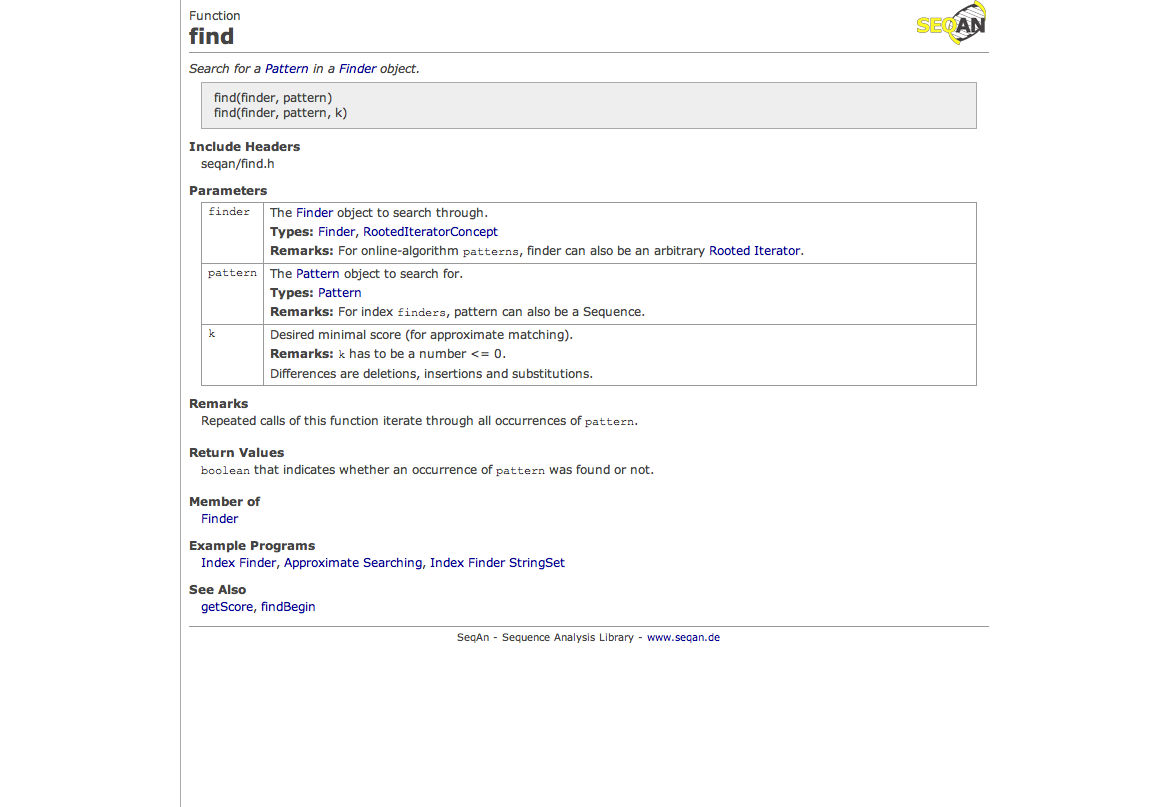 Function
find
SEQAN
Search for a Pattern in a Finder object.
find(finder, pattern)
find(finder, pattern, k)
Include Headers
seqan/find.h
Parameters
finder
The Finder object to search through.
Types: Finder, RootedIteratorConcept
Remarks: For online-algorithm patterns, finder can also be an arbitrary Rooted Iterator.
pattern
The Pattern object to search for.
Types: Pattern
Remarks: For index finders, pattern can also be a Sequence.
k
Desired minimal score (for approximate matching).
Remarks: k has to be a number <= 0.
Differences are deletions, insertions and substitutions.
Remarks
Repeated calls of this function iterate through all occurrences of pattern.
Return Values
boolean that indicates whether an occurrence of pattern was found or not.
Member of
Finder
Example Programs
Index Finder, Approximate Searching, Index Finder StringSet
See Also
getScore, findBegin
SeqAn - Sequence Analysis Library - www.seqan.de